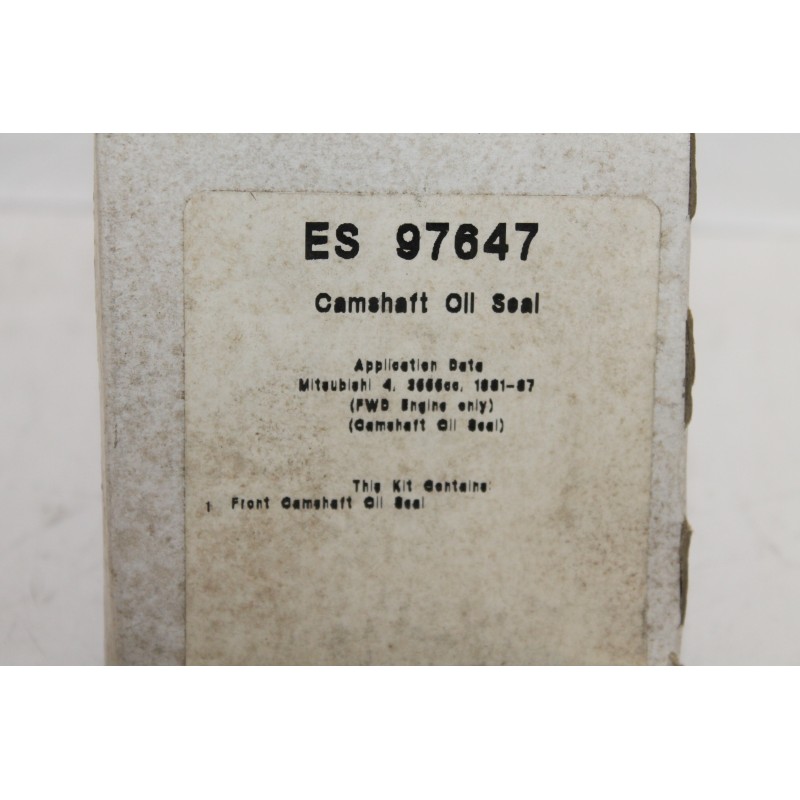 ES 97647
Camshaft Oil Seal
Application Data
Mitsubishi 4, 1981-87
(FWD Engine only)
(Camshaft Oil Seal)
This Kit Contains:
1 Front Camshaft Oil Seal